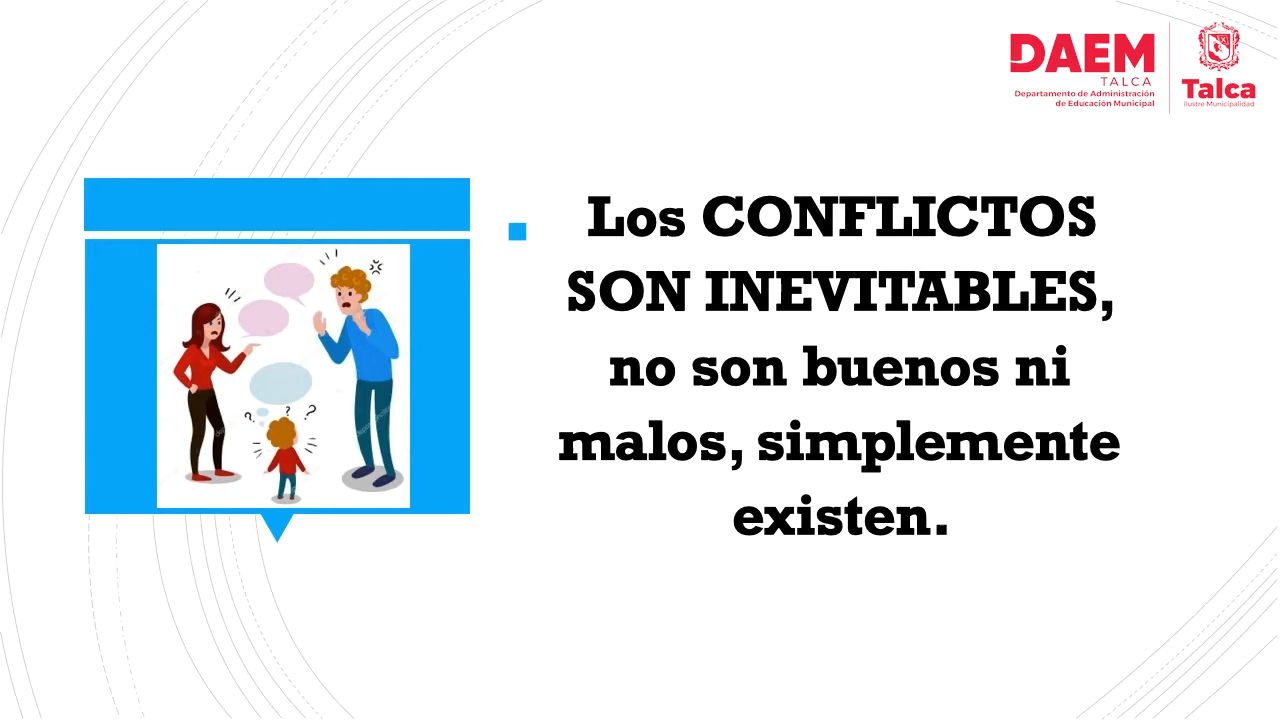 DAEM
TALCA
Departamento de Administración
de Educación Municipal
Talca
Ilustre Municipalidad
Los CONFLICTOS
SON INEVITABLES,
no son buenos ni
malos, simplemente
existen.
? ?
?